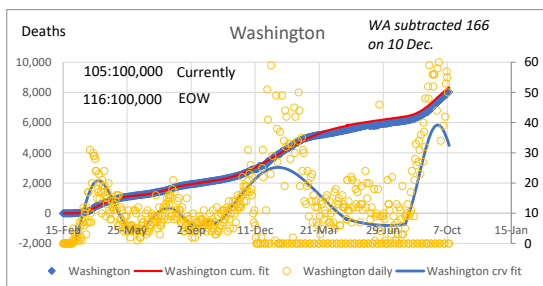 Deaths
Washington
WA subtracted 166
on 10 Dec.
105:100,000 Currently
116:100,000 EOW
10,000
8,000
6,000
4,000
2,000
0
-2,000
60
50
40
30
20
10
0
15-Feb 25-May 2-Sep 11-Dec 21-Mar 29-Jun 7-Oct 15-Jan
Washington Washington cum. fit Washington daily Washington crv fit